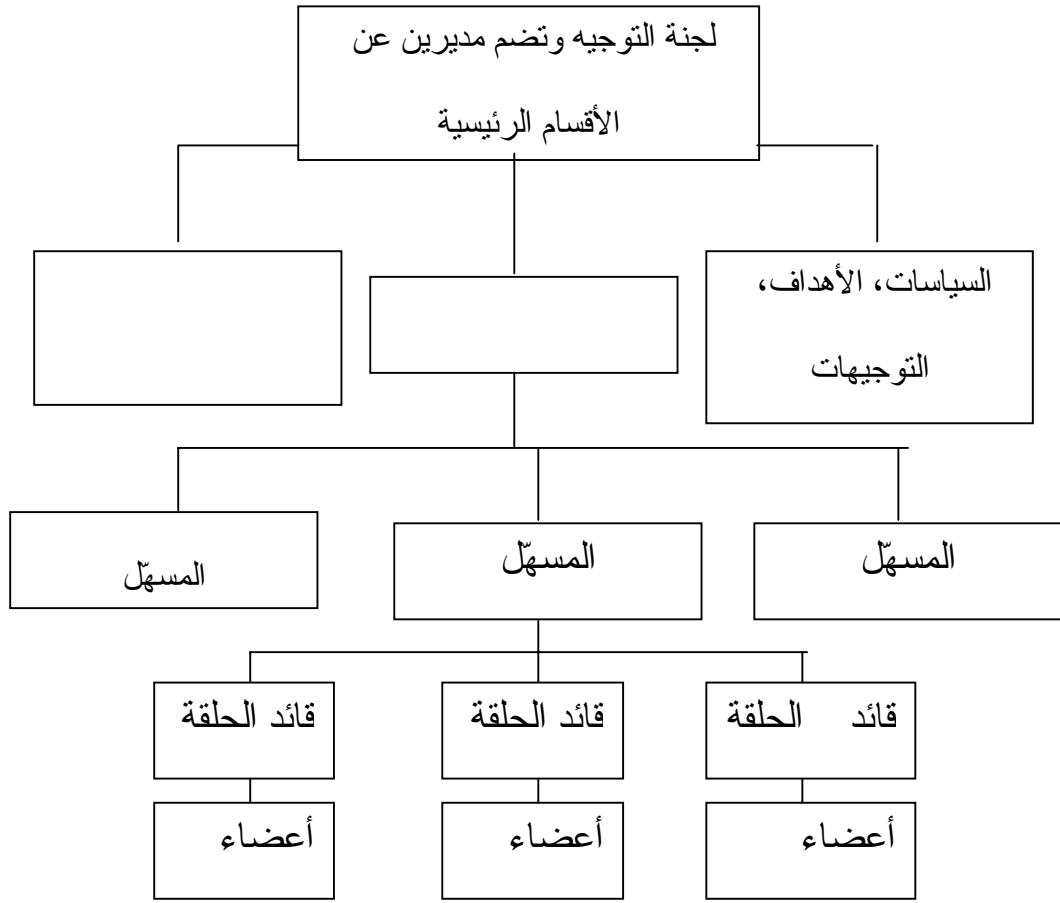 لجنة التوجيه وتضم مديرين عن
الأقسام الرئيسية
السياسات، الأهداف،
التوجيهات
المسهّل
المسهّل
المسهّل
قائد الحلقة
قائد الحلقة
قائد الحلقة
أعضاء
أعضاء
أعضاء